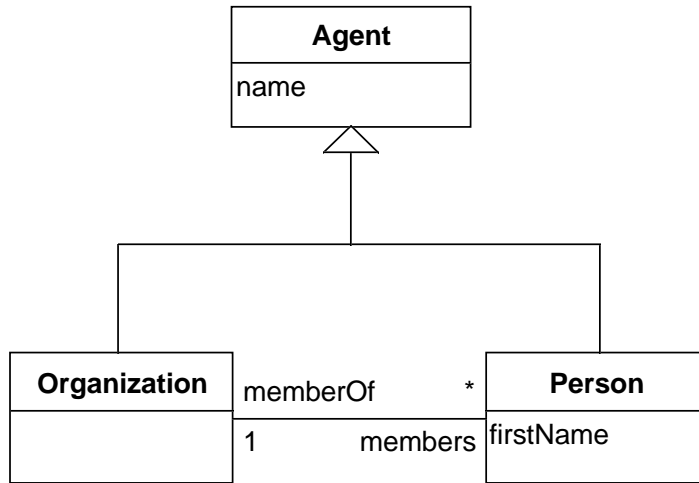 Agent
name
Organization
memberOf *
1 members
Person
firstName